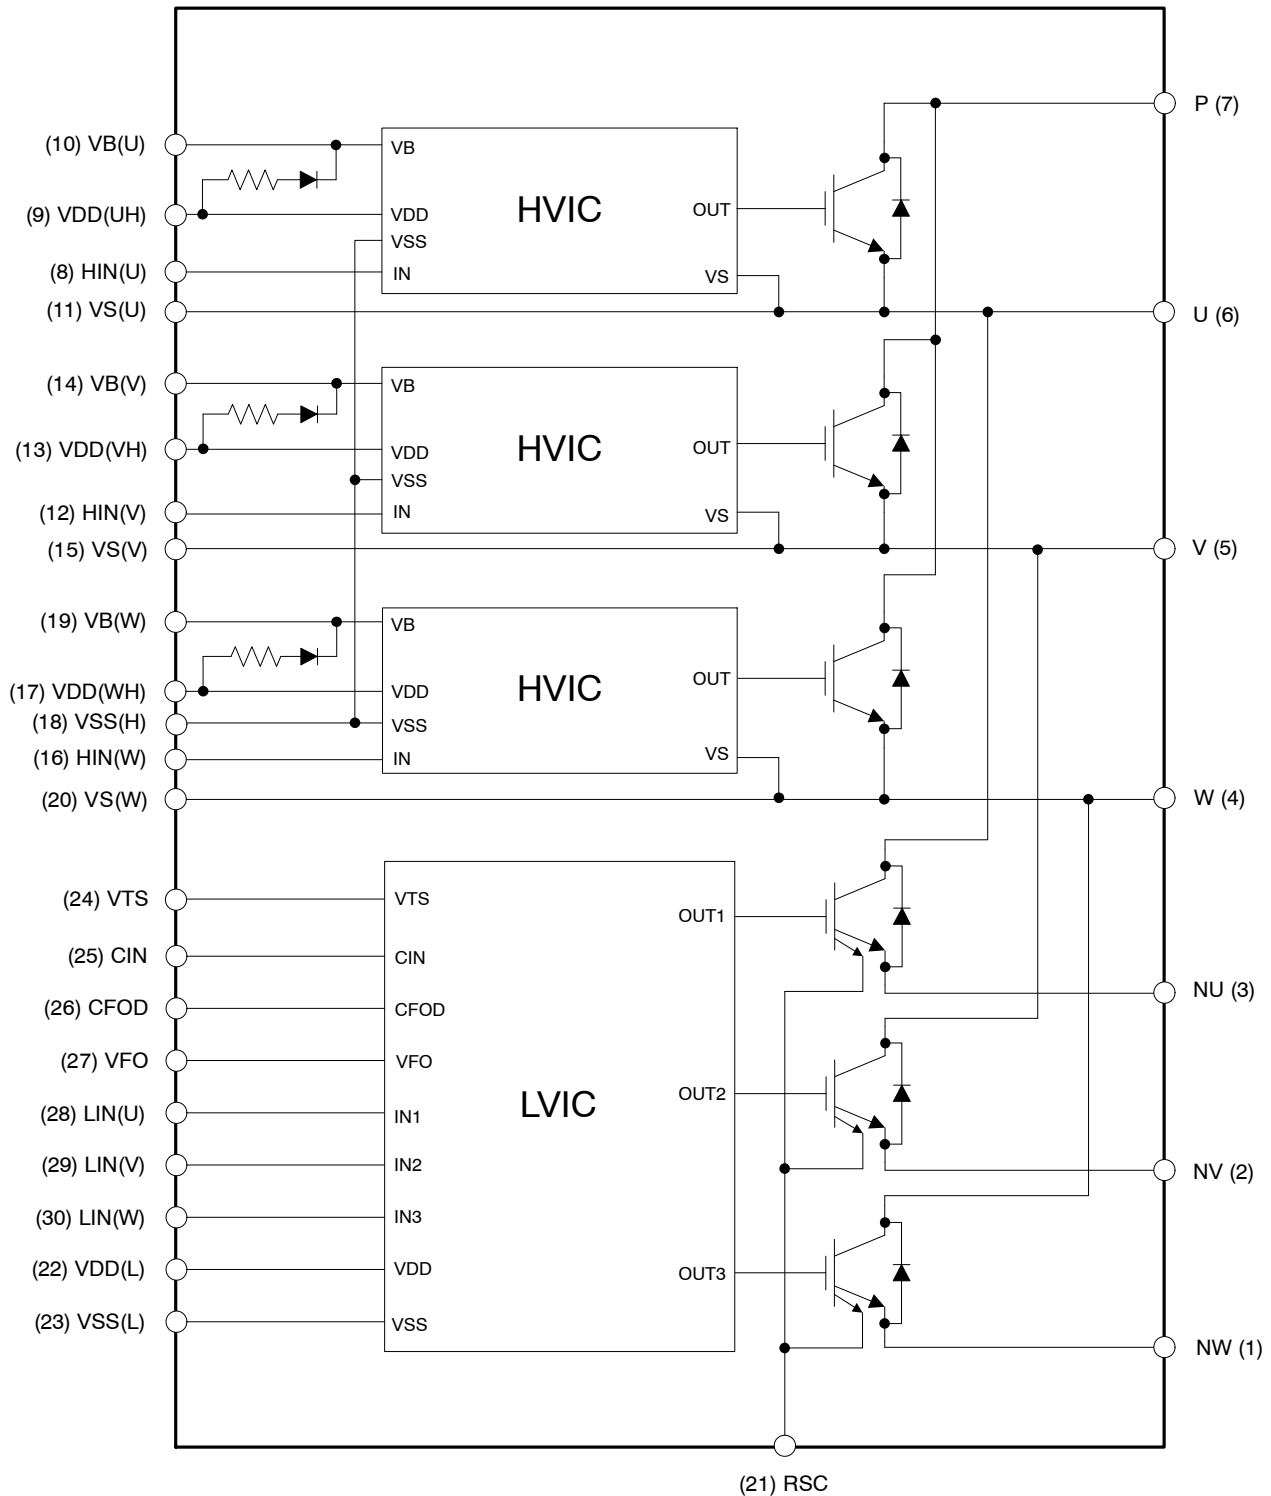 P (7)
(10) VB(U)
VB
(9) VDD(UH)
VDD
HVIC
OUT
VSS
(8) HIN(U)
IN
VS
(11) VS(U)
U (6)
(14) VB(V)
VB
(13) VDD(VH)
VDD
HVIC
OUT
VSS
(12) HIN(V)
IN
VS
(15) VS(V)
V (5)
(19) VB(W)
VB
(17) VDD(WH)
VDD
HVIC
OUT
(18) VSS(H)
VSS
(16) HIN(W)
IN
VS
(20) VS(W)
W (4)
(24) VTS
VTS
OUT1
(25) CIN
CIN
NU (3)
(26) CFOD
CFOD
(27) VFO
VFO
LVIC
OUT2
(28) LIN(U)
IN1
(29) LIN(V)
IN2
NV (2)
(30) LIN(W)
IN3
(22) VDD(L)
VDD
OUT3
(23) VSS(L)
VSS
NW (1)
(21) RSC